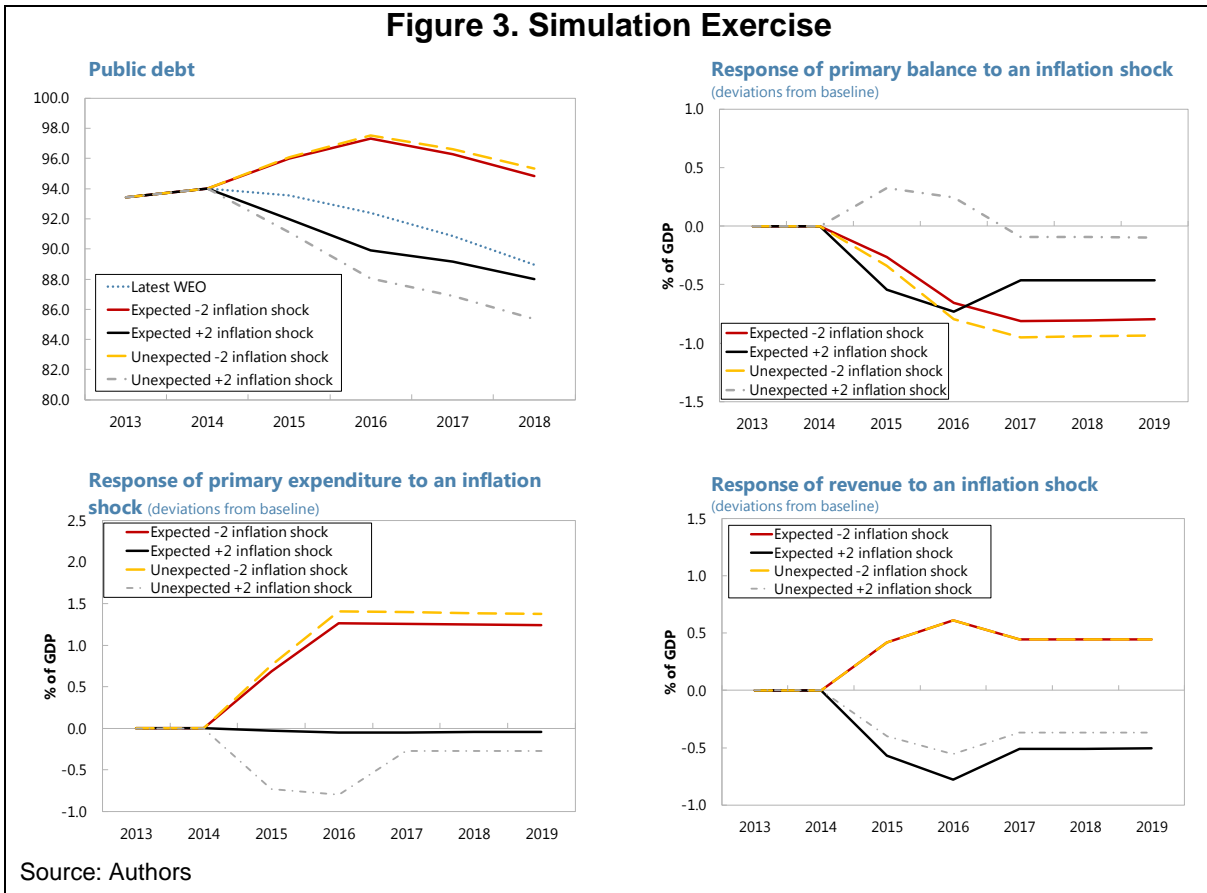 Figure 3. Simulation Exercise
Public debt
100.0
98.0
96.0
94.0
92.0
90.0
88.0
86.0
84.0
82.0
80.0
Latest WEO
Expected -2 inflation shock
Expected +2 inflation shock
Unexpected -2 inflation shock
Unexpected +2 inflation shock
2013 2014 2015 2016 2017 2018
Response of primary balance to an inflation shock
(deviations from baseline)
% of GDP
1.0
0.5
0.0
-0.5
-1.0
-1.5
Expected -2 inflation shock
Expected +2 inflation shock
Unexpected -2 inflation shock
Unexpected +2 inflation shock
2013 2014 2015 2016 2017 2018 2019
Response of primary expenditure to an inflation
shock (deviations from baseline)
% of GDP
2.5
2.0
1.5
1.0
0.5
0.0
-0.5
-1.0
Expected -2 inflation shock
Expected +2 inflation shock
Unexpected -2 inflation shock
Unexpected +2 inflation shock
2013 2014 2015 2016 2017 2018 2019
Response of revenue to an inflation shock
(deviations from baseline)
% of GDP
1.5
1.0
0.5
0.0
-0.5
-1.0
Expected -2 inflation shock
Expected +2 inflation shock
Unexpected -2 inflation shock
Unexpected +2 inflation shock
2013 2014 2015 2016 2017 2018 2019
Source: Authors